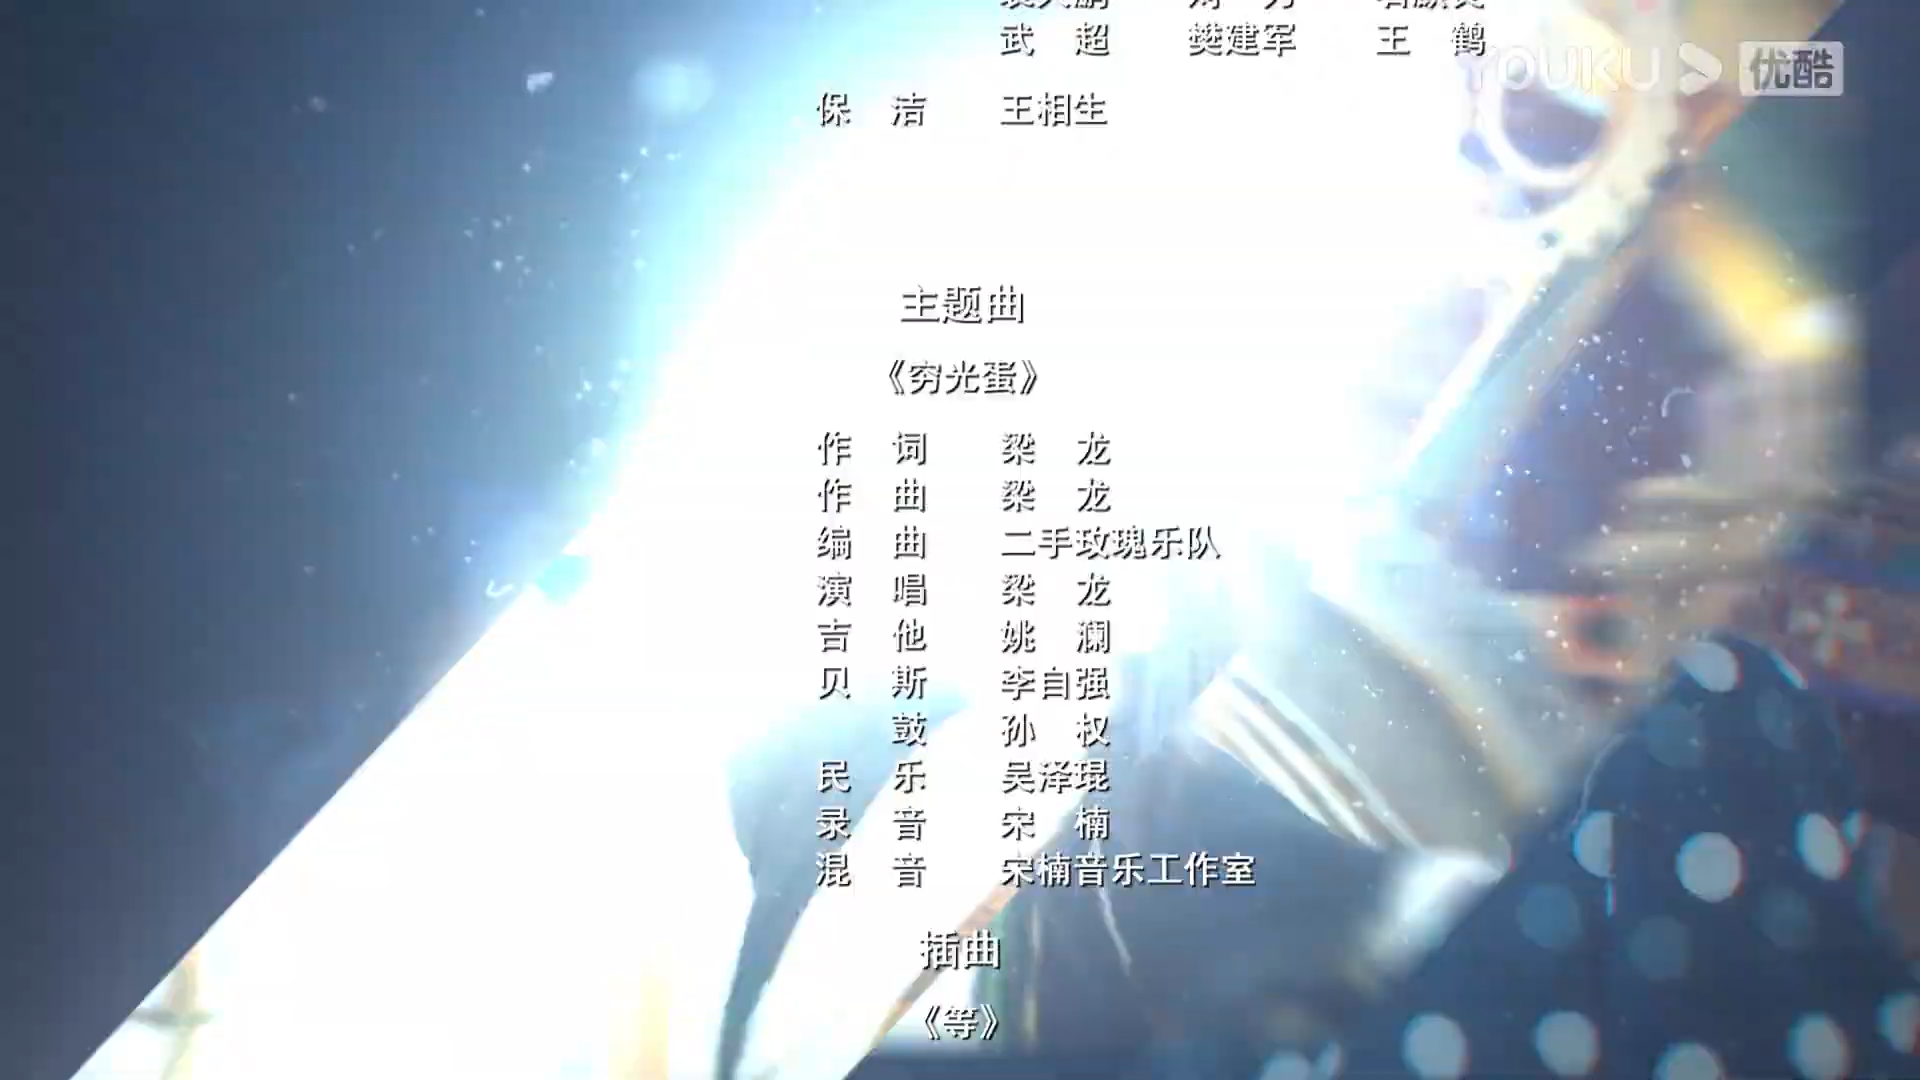 武 超 樊建军 王 鹤
YOUKU 优酷
保 洁 王相生
主题曲
《穷光蛋》
作 词 梁 龙
作 曲 梁 龙
编 曲 二手玫瑰乐队
演 唱 梁 龙
吉 他 姚 澜
贝 斯 李自强
鼓 孙 权
民 乐 吴泽琨
录 音 宋 楠
混 音 宋楠音乐工作室
插曲
《等》